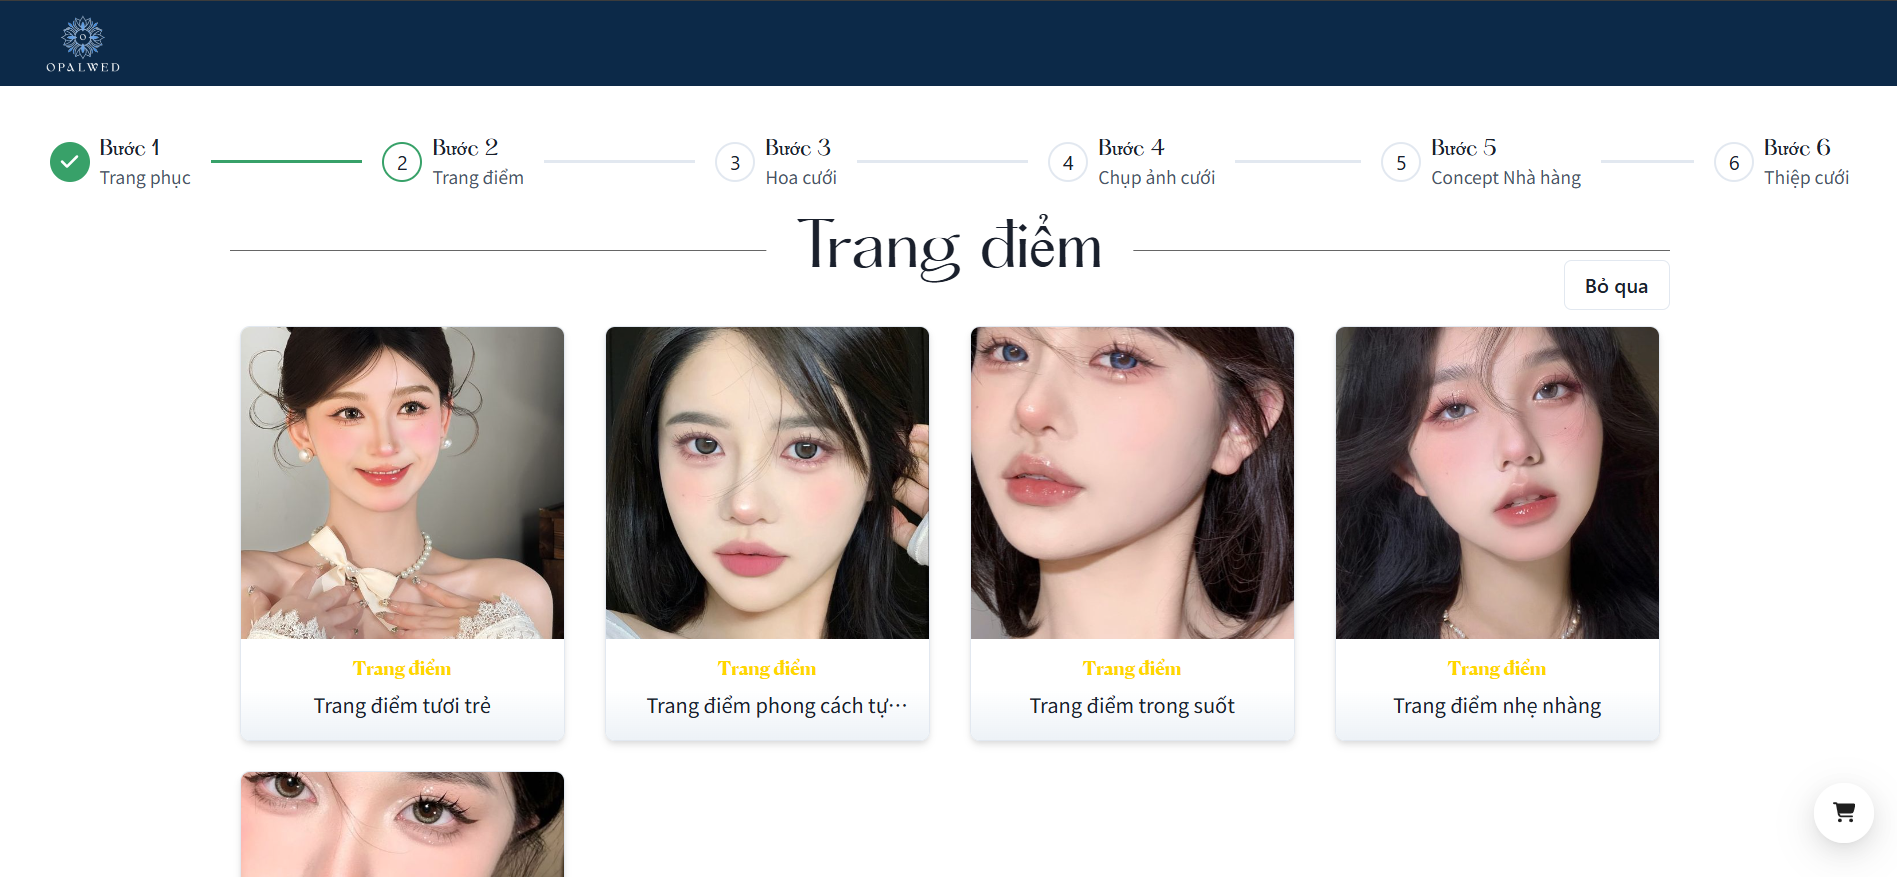 OPALWED
Bước 1
Trang phục
2
Bước 2
Trang điểm
3
Bước 3
Hoa cưới
4
Bước 4
Chụp ảnh cưới
5
Bước 5
Concept Nhà hàng
6
Bước 6
Thiệp cưới
Trang điểm
Bỏ qua
Trang điểm
Trang điểm tươi trẻ
Trang điểm
Trang điểm phong cách tự···
Trang điểm
Trang điểm trong suốt
Trang điểm
Trang điểm nhẹ nhàng